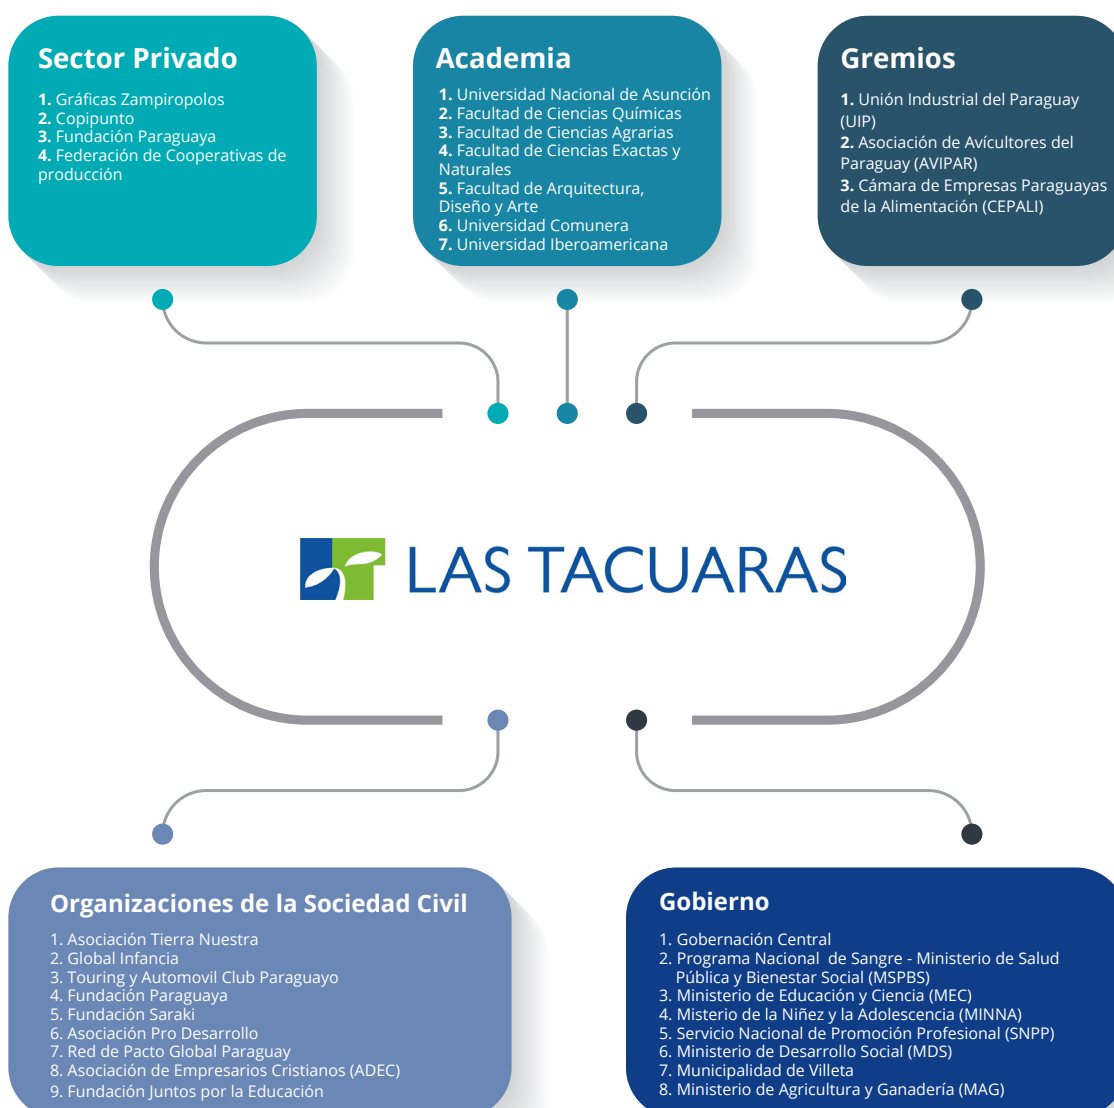 Sector Privado
1. Gráficas Zampiropolos
2. Copipunto
3. Fundación Paraguaya
4. Federación de Cooperativas de
producción
Academia
1. Universidad Nacional de Asunción
2. Facultad de Ciencias Químicas
3. Facultad de Ciencias Agrarias
4. Facultad de Ciencias Exactas y
Naturales
5. Facultad de Arquitectura,
Diseño y Arte
6. Universidad Comunera
7. Universidad Iberoamericana
Gremios
1. Unión Industrial del Paraguay
(UIP)
2. Asociación de Avícultores del
Paraguay (AVIPAR)
3. Cámara de Empresas Paraguayas
de la Alimentación (CEPALI)
LAS TACUARAS
Organizaciones de la Sociedad Civil
1. Asociación Tierra Nuestra
2. Global Infancia
3. Touring y Automovil Club Paraguayo
4. Fundación Paraguaya
5. Fundación Saraki
6. Asociación Pro Desarrollo
7. Red de Pacto Global Paraguay
8. Asociación de Empresarios Cristianos (ADEC)
9. Fundación Juntos por la Educación
Gobierno
1. Gobernación Central
2. Programa Nacional de Sangre - Ministerio de Salud
Pública y Bienestar Social (MSPBS)
3. Ministerio de Educación y Ciencia (MEC)
4. Misterio de la Niñez y la Adolescencia (MINNA)
5. Servicio Nacional de Promoción Profesional (SNPP)
6. Ministerio de Desarrollo Social (MDS)
7. Municipalidad de Villeta
8. Ministerio de Agricultura y Ganadería (MAG)